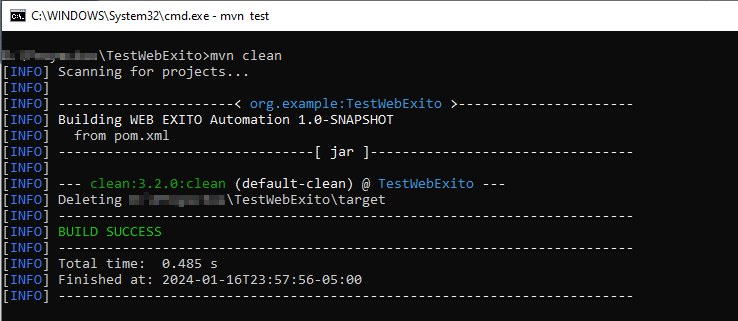 C:\WINDOWS\System32\cmd.exe - mvn  test
\TestWebExito>mvn clean
[INFO] Scanning for projects...
[INFO]
[INFO] ----------------------< org.example:TestWebExito >----------------------
[INFO] Building WEB EXITO Automation 1.0-SNAPSHOT
[INFO]   from pom.xml
[INFO] --------------------------------[ jar ]---------------------------------
[INFO]
[INFO] --- clean:3.2.0:clean (default-clean) @ TestWebExito ---
[INFO] Deleting \TestWebExito\target
[INFO] ------------------------------------------------------------------------
[INFO] BUILD SUCCESS
[INFO] ------------------------------------------------------------------------
[INFO] Total time:  0.485 s
[INFO] Finished at: 2024-01-16T23:57:56-05:00
[INFO] ------------------------------------------------------------------------